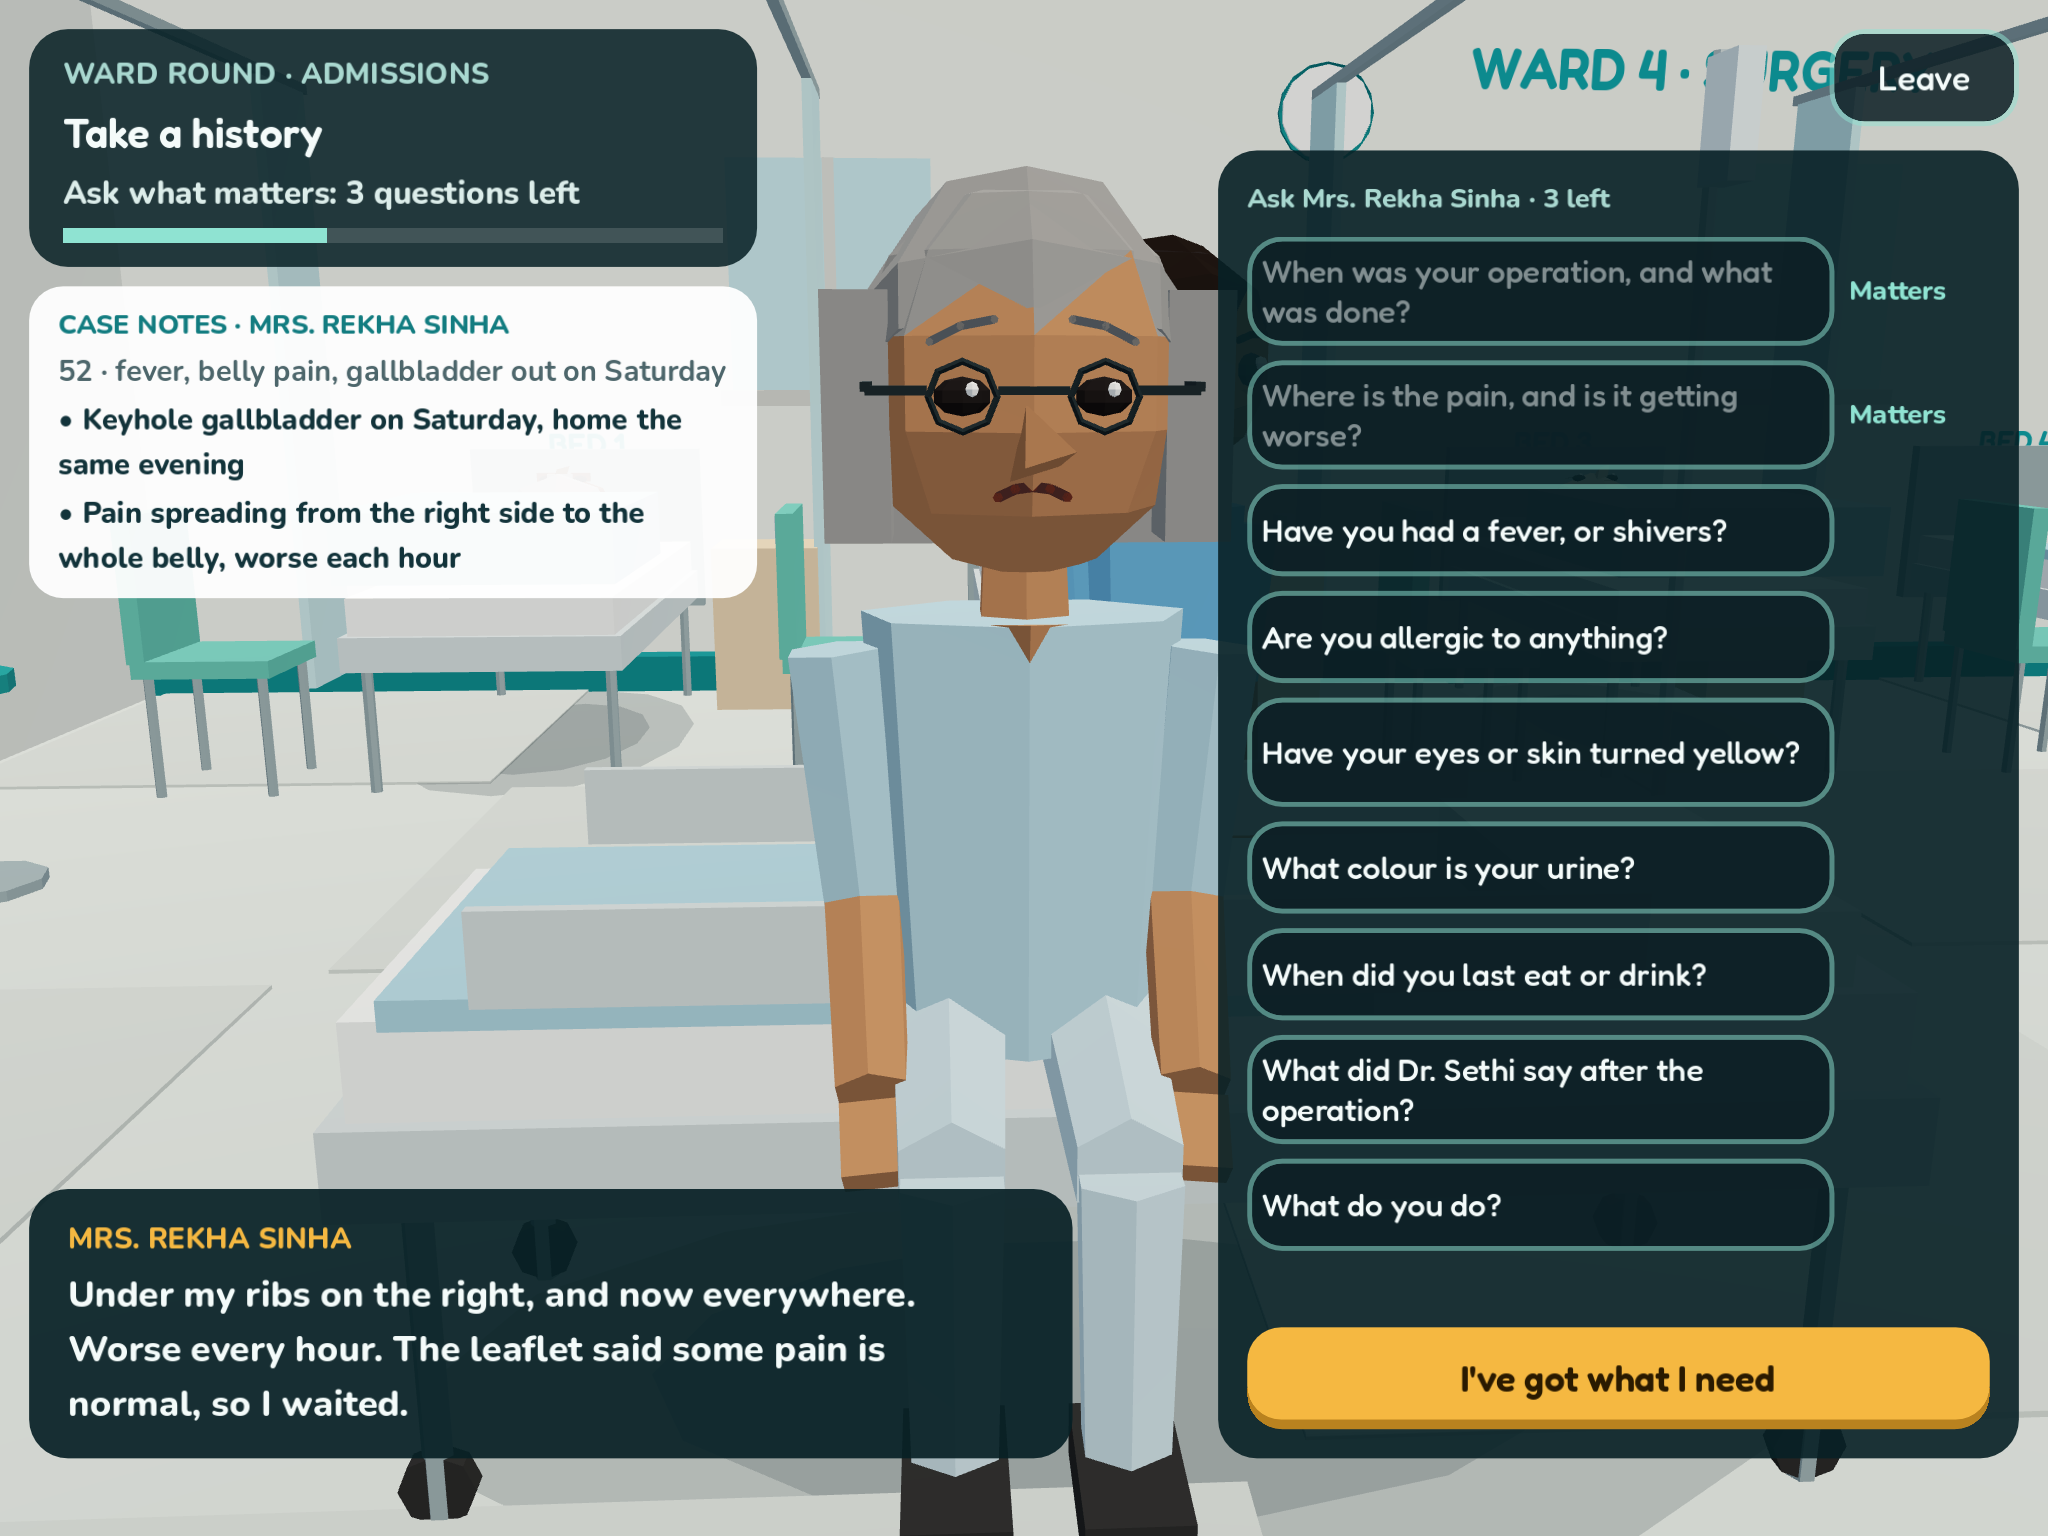 WARD ROUND · ADMISSIONS
Take a history
Ask what matters: 3 questions left
CASE NOTES · MRS. REKHA SINHA
52 · fever, belly pain, gallbladder out on Saturday
• Keyhole gallbladder on Saturday, home the
same evening
• Pain spreading from the right side to the
whole belly, worse each hour
WARD 4 ·
Leave
Ask Mrs. Rekha Sinha · 3 left
When was your operation, and what
was done?
Matters
Where is the pain, and is it getting
worse?
Matters
Have you had a fever, or shivers?
Are you allergic to anything?
Have your eyes or skin turned yellow?
What colour is your urine?
When did you last eat or drink?
What did Dr. Sethi say after the
operation?
What do you do?
I've got what I need
BED 4
MRS. REKHA SINHA
Under my ribs on the right, and now everywhere.
Worse every hour. The leaflet said some pain is
normal, so I waited.